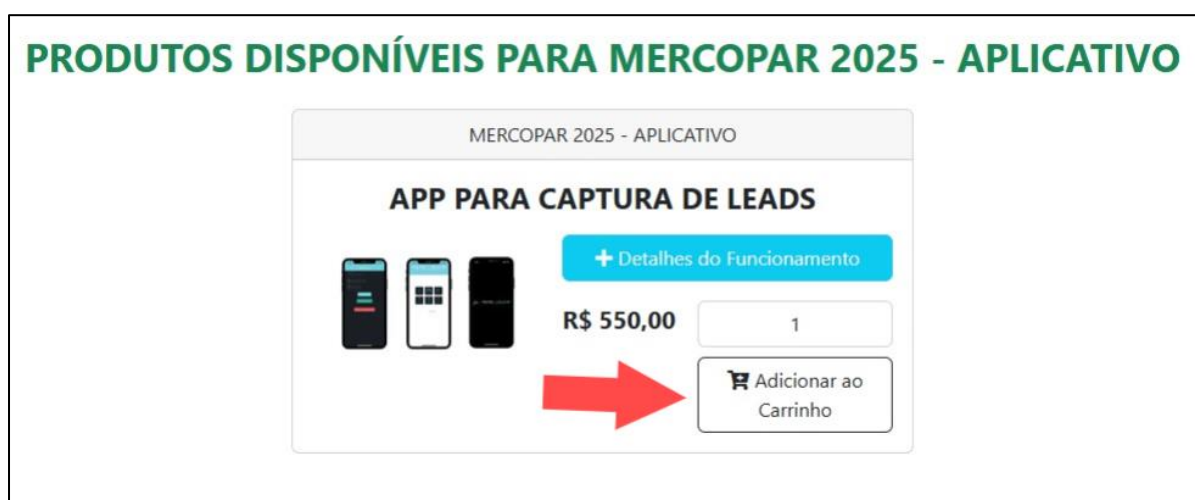 PRODUTOS DISPONÍVEIS PARA MERCOPAR 2025 - APLICATIVO
MERCOPAR 2025 - APLICATIVO
APP PARA CAPTURA DE LEADS
+ Detalhes do Funcionamento
R$ 550,00
1
Adicionar ao
Carrinho